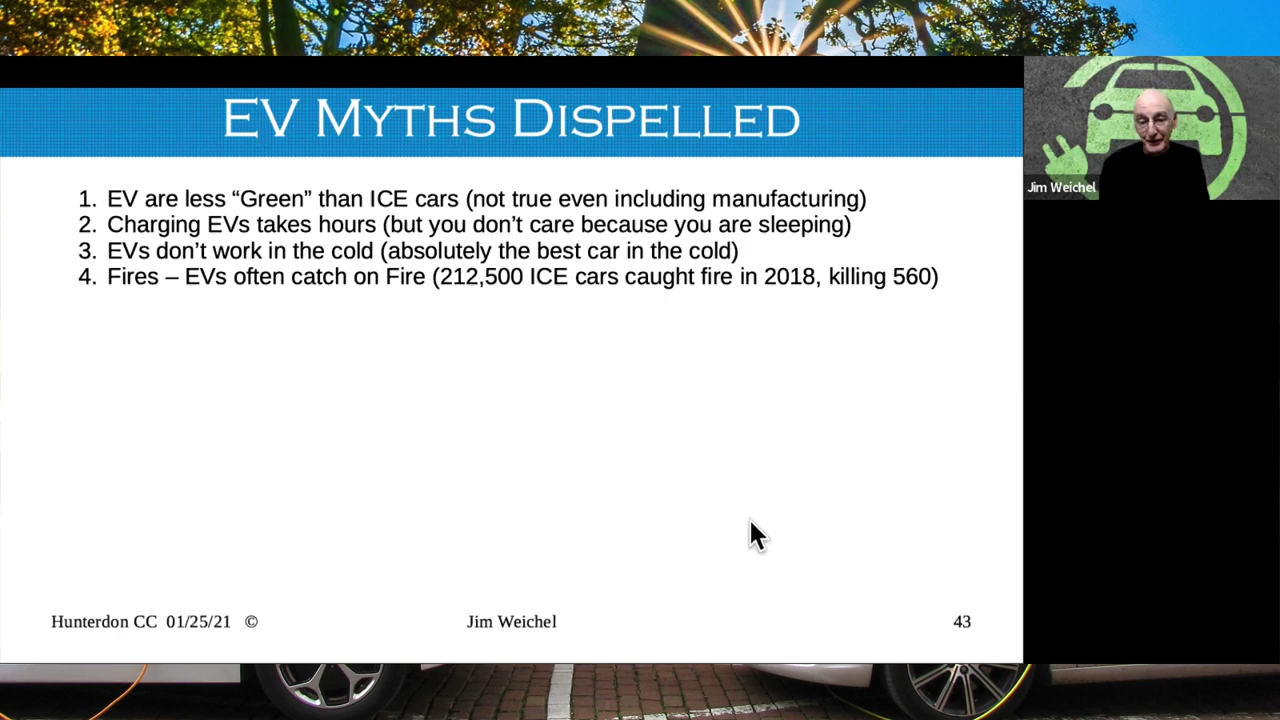 EV Myths Dispelled
1. EV are less “Green” than ICE cars (not true even including manufacturing)
2. Charging EVs takes hours (but you don’t care because you are sleeping)
3. EVs don’t work in the cold (absolutely the best car in the cold)
4. Fires – EVs often catch on Fire (212,500 ICE cars caught fire in 2018, killing 560)
Jim Weichel
Hunterdon CC 01/25/21 ©
Jim Weichel
43